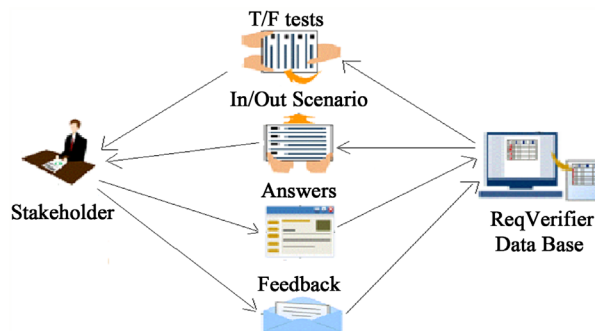 T/F tests
In/Out Scenario
Answers
Stakeholder
ReqVerifier
Data Base
Feedback